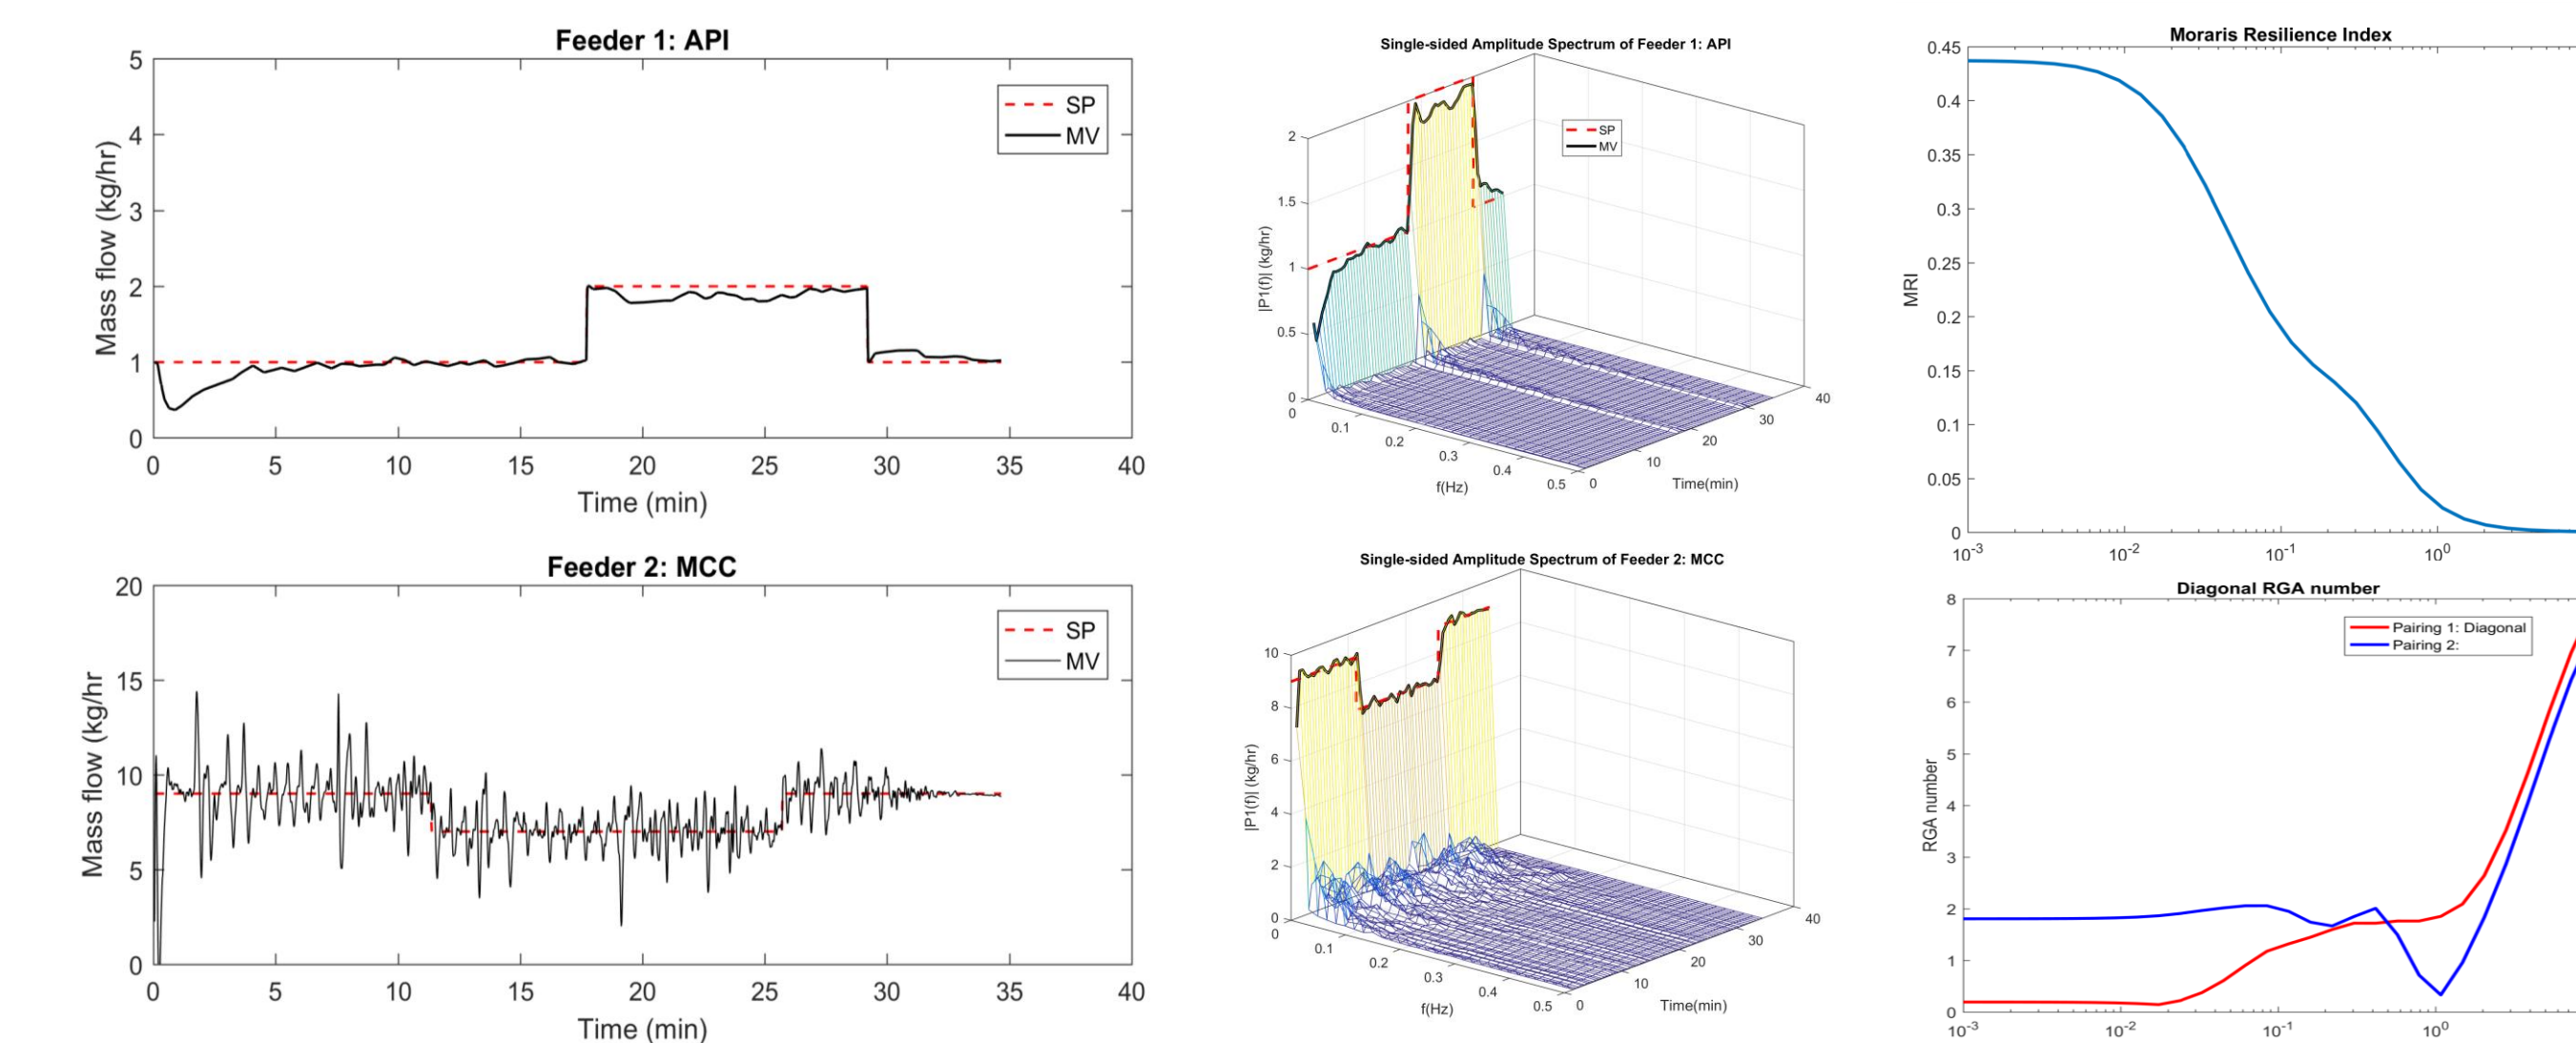 Feeder 1: API
5
4
3
2
1
0
Mass flow (kg/hr)
SP
MV
0 5 10 15 20 25 30 35 40
Time (min)
Feeder 2: MCC
20
15
10
5
0
Mass flow (kg/hr
SP
MV
0 5 10 15 20 25 30 35 40
Time (min)
Single-sided Amplitude Spectrum of Feeder 1: API
2
1.5
1
0.5
0
|P1(f)| (kg/hr)
SP
MV
0 0.1 0.2 0.3 0.4 0.5
f(Hz)
0 10 20 30 40
Time(min)
Single-sided Amplitude Spectrum of Feeder 2: MCC
10
8
6
4
2
0
|P1(f)| (kg/hr)
0 0.1 0.2 0.3 0.4 0.5
f(Hz)
0 10 20 30 40
Time(min)
Moraris Resilience Index
0.45
0.4
0.35
0.3
0.25
0.2
0.15
0.1
0.05
0
MRI
10-3 10-2 10-1 100
Diagonal RGA number
8
7
6
5
4
3
2
1
0
RGA number
Pairing 1: Diagonal
Pairing 2:
10-3 10-2 10-1 100